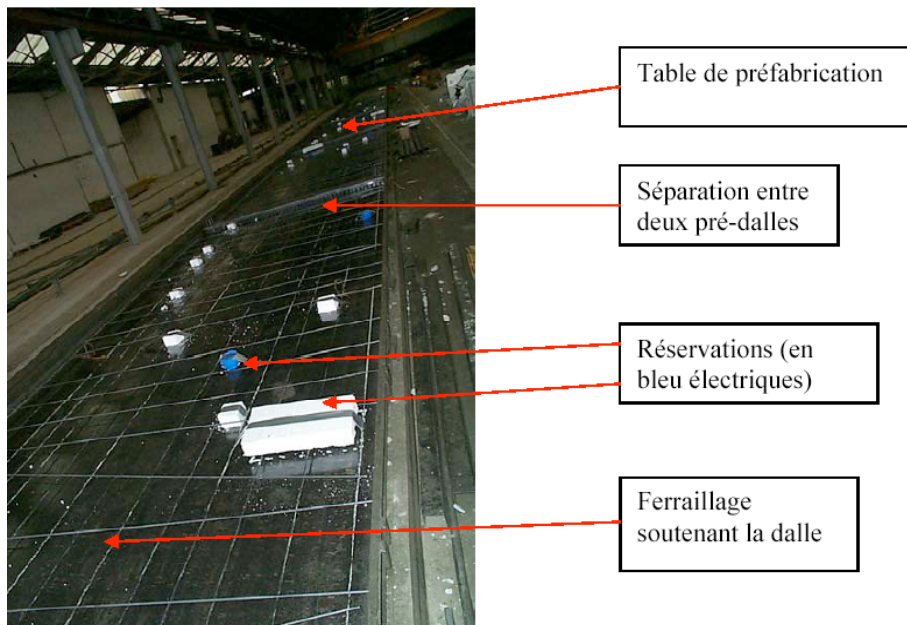 Table de préfabrication
Séparation entre
deux pré-dalles
Réservations (en
bleu électriques)
Ferraillage
soutenant la dalle